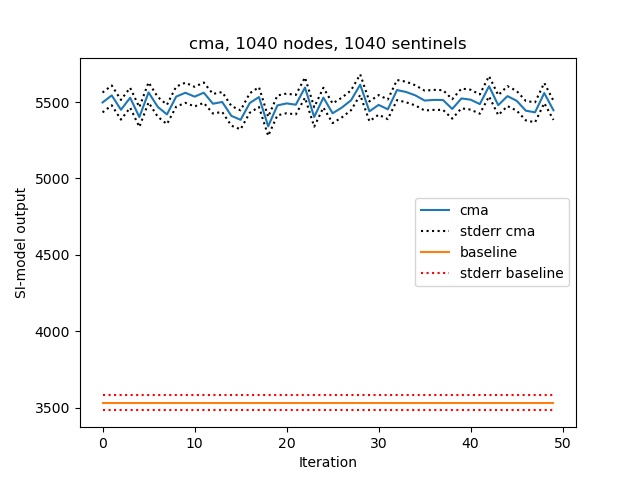 cma, 1040 nodes, 1040 sentinels
5500
5000
4500
4000
3500
SI-model output
cma
stderr cma
baseline
stderr baseline
0 10 20 30 40 50
Iteration